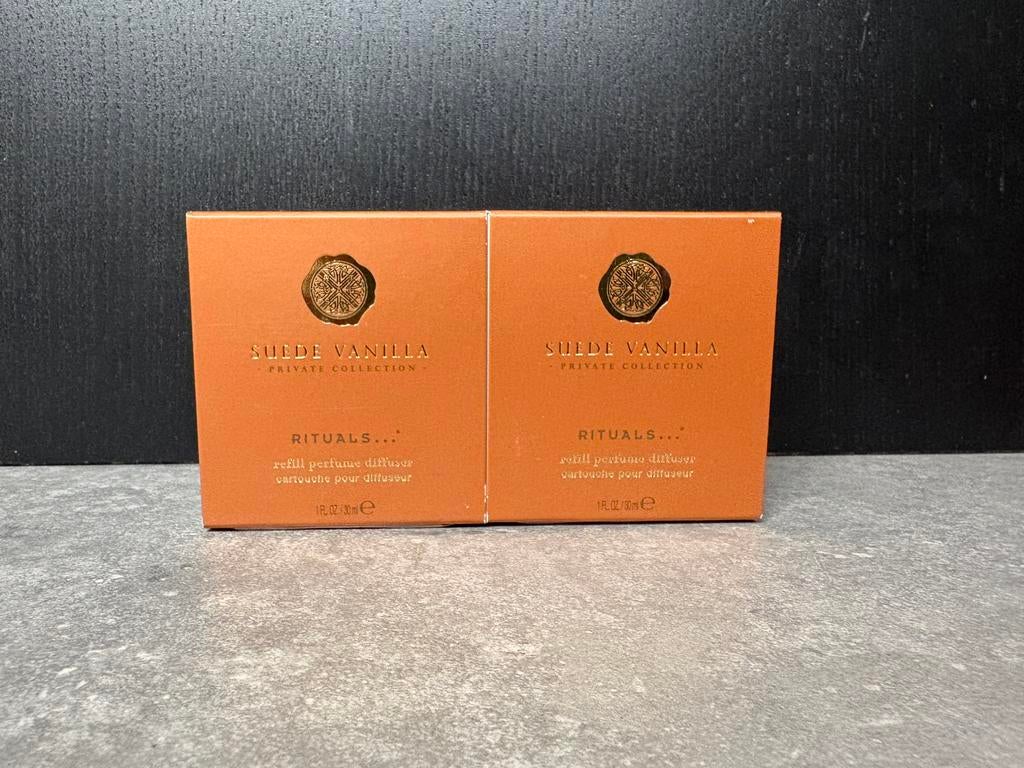 SUEDE VANILLA
- PRIVATE COLLECTION -
RITUALS...®
refill perfume diffuser
cartouche pour diffuseur
1 FL. OZ. / 30 ml ℮
SUEDE VANILLA
- PRIVATE COLLECTION -
RITUALS...®
refill perfume diffuser
cartouche pour diffuseur
1 FL. OZ. / 30 ml ℮